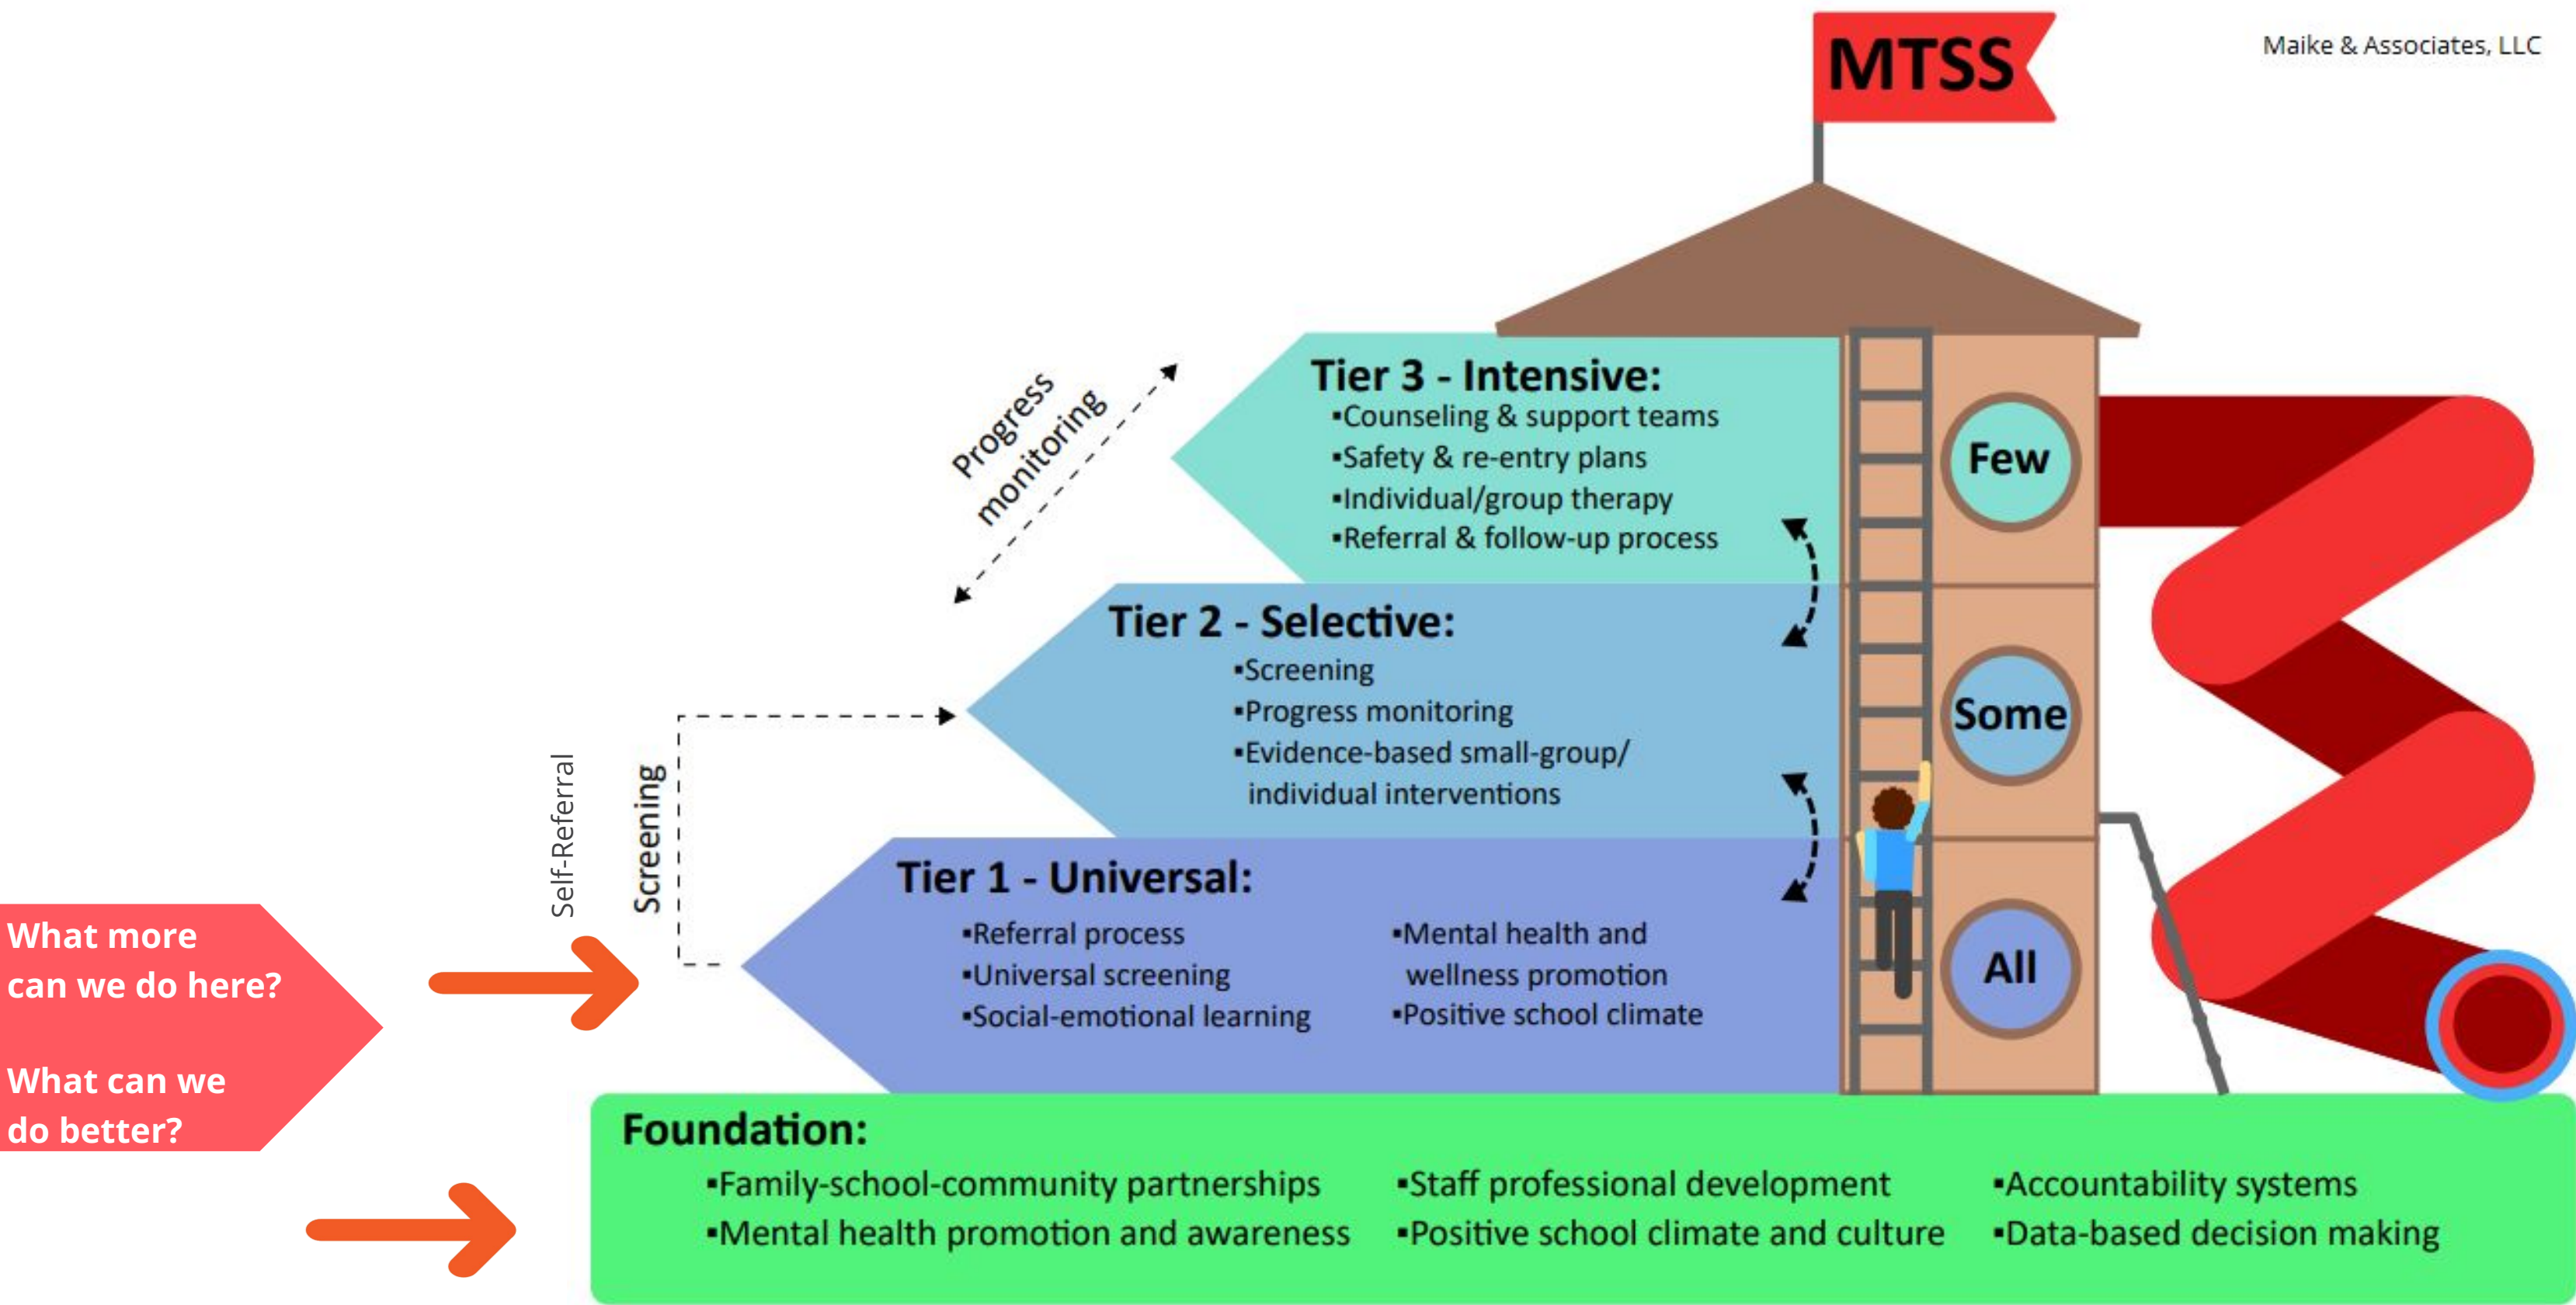 MTSS
Maike & Associates, LLC
Progress
monitoring
Tier 3 - Intensive:
▪Counseling & support teams
▪Safety & re-entry plans
▪Individual/group therapy
▪Referral & follow-up process
Few
Tier 2 - Selective:
▪Screening
▪Progress monitoring
▪Evidence-based small-group/
individual interventions
Some
Self-Referral
Screening
Tier 1 - Universal:
▪Referral process
▪Universal screening
▪Social-emotional learning
▪Mental health and
wellness promotion
▪Positive school climate
All
What more
can we do here?
What can we
do better?
Foundation:
▪Family-school-community partnerships
▪Mental health promotion and awareness
▪Staff professional development
▪Positive school climate and culture
▪Accountability systems
▪Data-based decision making